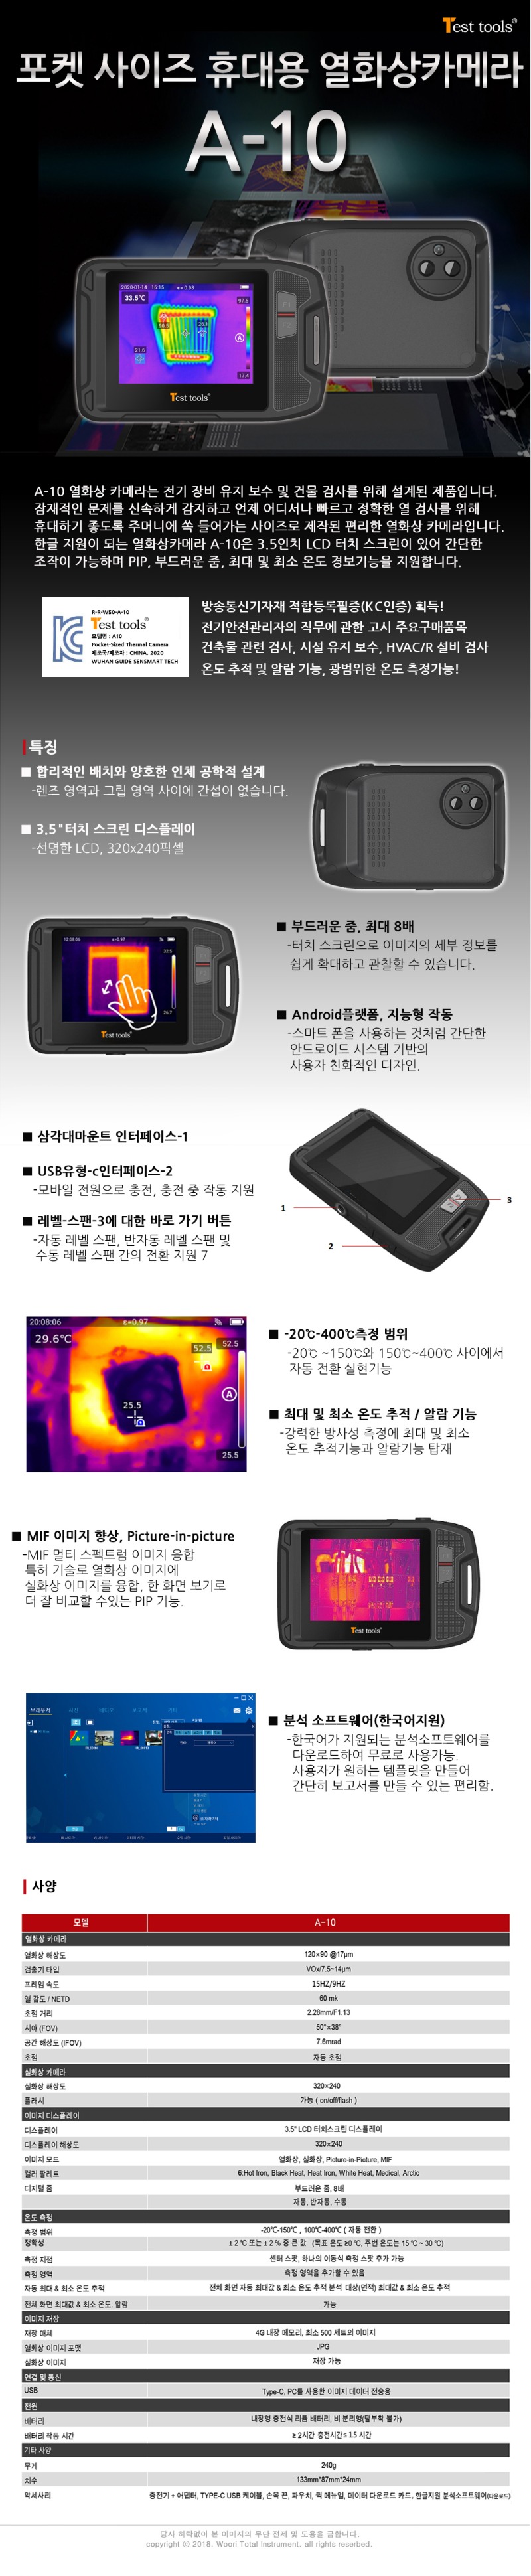 Test tools®
포켓 사이즈 휴대용 열화상카메라
A-10
2020-01-14 16:15 ε=0.98
33.5℃
97.6
21.6
17.4
Test tools®
A-10 열화상 카메라는 전기 장비 유지 보수 및 건물 검사를 위해 설계된 제품입니다.
잠재적인 문제를 신속하게 감지하고 언제 어디서나 빠르고 정확한 열 검사를 위해
휴대하기 좋도록 주머니에 쏙 들어가는 사이즈로 제작된 편리한 열화상 카메라입니다.
한글 지원이 되는 열화상카메라 A-10은 3.5인치 LCD 터치 스크린이 있어 간단한
조작이 가능하며 PIP, 부드러운 줌, 최대 및 최소 온도 경보기능을 지원합니다.
R-R-WS0-A-10
Test tools®
모델명 : A10
Pocket-Sized Thermal Camera
제조국/제조자 : CHINA, 2020
WUHAN GUIDE SENSMART TECH
방송통신기자재 적합등록필증(KC인증) 획득!
전기안전관리자의 직무에 관한 고시 주요구매품목
건축물 관련 검사, 시설 유지 보수, HVAC/R 설비 검사
온도 추적 및 알람 기능, 광범위한 온도 측정가능!
특징
■ 합리적인 배치와 양호한 인체 공학적 설계
-렌즈 영역과 그립 영역 사이에 간섭이 없습니다.
■ 3.5"터치 스크린 디스플레이
-선명한 LCD, 320x240픽셀
12:08:06 ε=0.97
Test tools®
■ 부드러운 줌, 최대 8배
-터치 스크린으로 이미지의 세부 정보를
쉽게 확대하고 관찰할 수 있습니다.
■ Android플랫폼, 지능형 작동
-스마트 폰을 사용하는 것처럼 간단한
안드로이드 시스템 기반의
사용자 친화적인 디자인.
■ 삼각대마운트 인터페이스-1
■ USB유형-c인터페이스-2
-모바일 전원으로 충전, 충전 중 작동 지원
■ 레벨-스팬-3에 대한 바로 가기 버튼
-자동 레벨 스팬, 반자동 레벨 스팬 및
수동 레벨 스팬 간의 전환 지원 7
1
2
3
20:08:06 ε=0.97
29.6℃
52.5
52.5
A
25.5
25.5
■ -20℃-400℃측정 범위
-20℃ ~150℃와 150℃~400℃ 사이에서
자동 전환 실현기능
■ 최대 및 최소 온도 추적 / 알람 기능
-강력한 방사성 측정에 최대 및 최소
온도 추적기능과 알람기능 탑재
■ MIF 이미지 향상, Picture-in-picture
-MIF 멀티 스펙트럼 이미지 융합
특허 기술로 열화상 이미지에
실화상 이미지를 융합, 한 화면 보기로
더 잘 비교할 수있는 PIP 기능.
Test tools®
■ 분석 소프트웨어(한국어지원)
-한국어가 지원되는 분석소프트웨어를
다운로드하여 무료로 사용가능.
사용자가 원하는 템플릿을 만들어
간단히 보고서를 만들 수 있는 편리함.
사양
모델 A-10
열화상 카메라
열화상 해상도 120×90 @17μm
검출기 타입 VOx/7.5~14μm
프레임 속도 15HZ/9HZ
열 감도 / NETD 60 mk
초점 거리 2.28mm/F1.13
시야 (FOV) 50°×38°
공간 해상도 (IFOV) 7.6mrad
초점 자동 초점
실화상 카메라
실화상 해상도 320×240
플래시 가능 ( on/off/flash )
이미지 디스플레이
디스플레이 3.5" LCD 터치스크린 디스플레이
디스플레이 해상도 320×240
이미지 모드 열화상, 실화상, Picture-in-Picture, MIF
컬러 팔레트 6:Hot Iron, Black Heat, Heat Iron, White Heat, Medical, Arctic
디지털 줌 부드러운 줌, 8배
자동, 반자동, 수동
온도 측정
측정 범위 -20℃-150℃ , 100℃-400℃ ( 자동 전환 )
정확성 ± 2 ℃ 또는 ± 2 % 중 큰 값 (목표 온도 ≥0 ℃, 주변 온도는 15 ℃ ~ 30 ℃)
측정 지점 센터 스팟, 하나의 이동식 측정 스팟 추가 가능
측정 영역 측정 영역을 추가할 수 있음
자동 최대 & 최소 온도 추적 전체 화면 자동 최대값 & 최소 온도 추적 분석 대상(면적) 최대값 & 최소 온도 추적
전체 화면 최대값 & 최소 온도. 알람 가능
이미지 저장
저장 매체 4G 내장 메모리, 최소 500 세트의 이미지
열화상 이미지 포맷 JPG
실화상 이미지 저장 가능
연결 및 통신
USB Type-C, PC를 사용한 이미지 데이터 전송용
전원
배터리 내장형 충전식 리튬 배터리, 비 분리형(탈부착 불가)
배터리 작동 시간 ≥ 2시간 충전시간≤ 1.5 시간
기타 사양
무게 240g
치수 133mm*87mm*24mm
악세사리 충전기 + 어댑터, TYPE-C USB 케이블, 손목 끈, 파우치, 퀵 메뉴얼, 데이터 다운로드 카드, 한글지원 분석소프트웨어(다운로드)
당사 허락없이 본 이미지의 무단 전제 및 도용을 금합니다.
copyright ⓒ 2018. Woori Total Instrument. all rights reserbed.